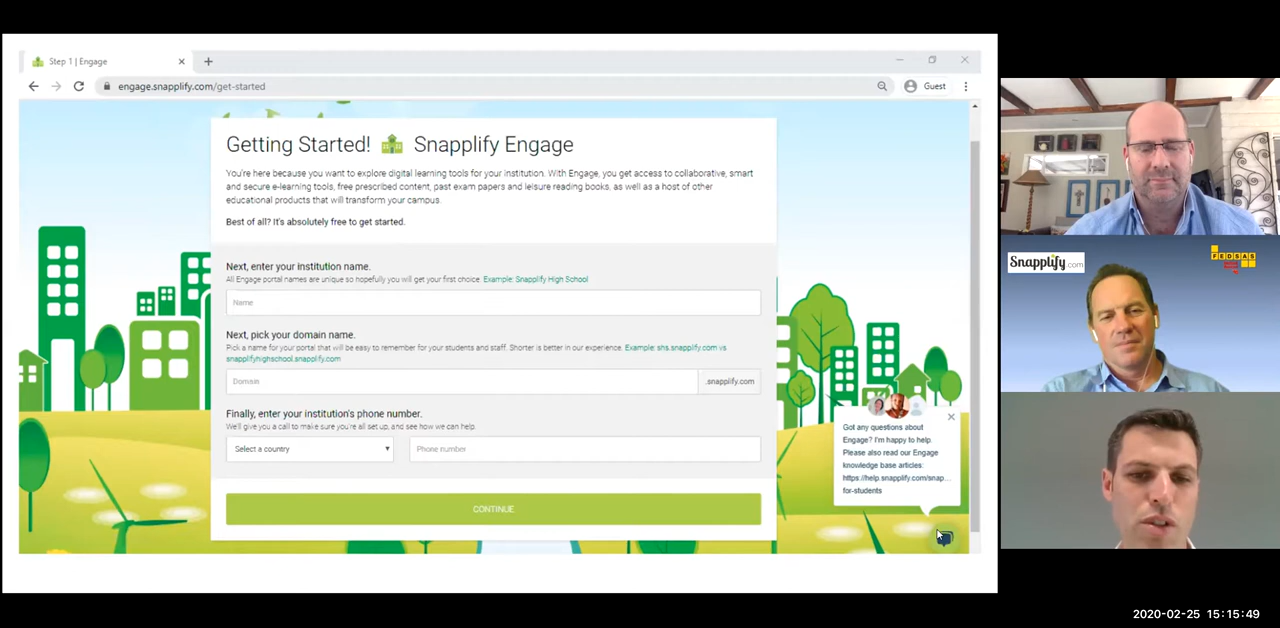 Step 1 | Engage
engage.snapplify.com/get-started
Guest
Getting Started! Snapplify Engage
You're here because you want to explore digital learning tools for your institution. With Engage, you get access to collaborative, smart
and secure e-learning tools, free prescribed content, past exam papers and leisure reading books, as well as a host of other
educational products that will transform your campus.
Best of all? It's absolutely free to get started.
Next, enter your institution name.
All Engage portal names are unique so hopefully you will get your first choice. Example: Snapplify High School
Name
Next, pick your domain name.
Pick a name for your portal that will be easy to remember for your students and staff. Shorter is better in our experience. Example: shs.snapplify.com vs
snapplifyhighschool.snapplify.com
Domain
.snapplify.com
Finally, enter your institution's phone number.
We'll give you a call to make sure you're all set up, and see how we can help.
Select a country
Phone number
CONTINUE
Got any questions about
Engage? I'm happy to help.
Please also read our Engage
knowledge base articles:
https://help.snapplify.com/snap...
for-students
Snapplify.com
FEDSAS
2020-02-25 15:15:49